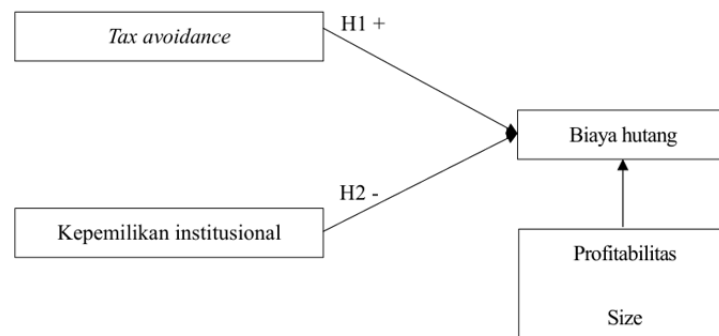 Tax avoidance
H1 +
Biaya hutang
H2 -
Kepemilikan institusional
Profitabilitas
Size